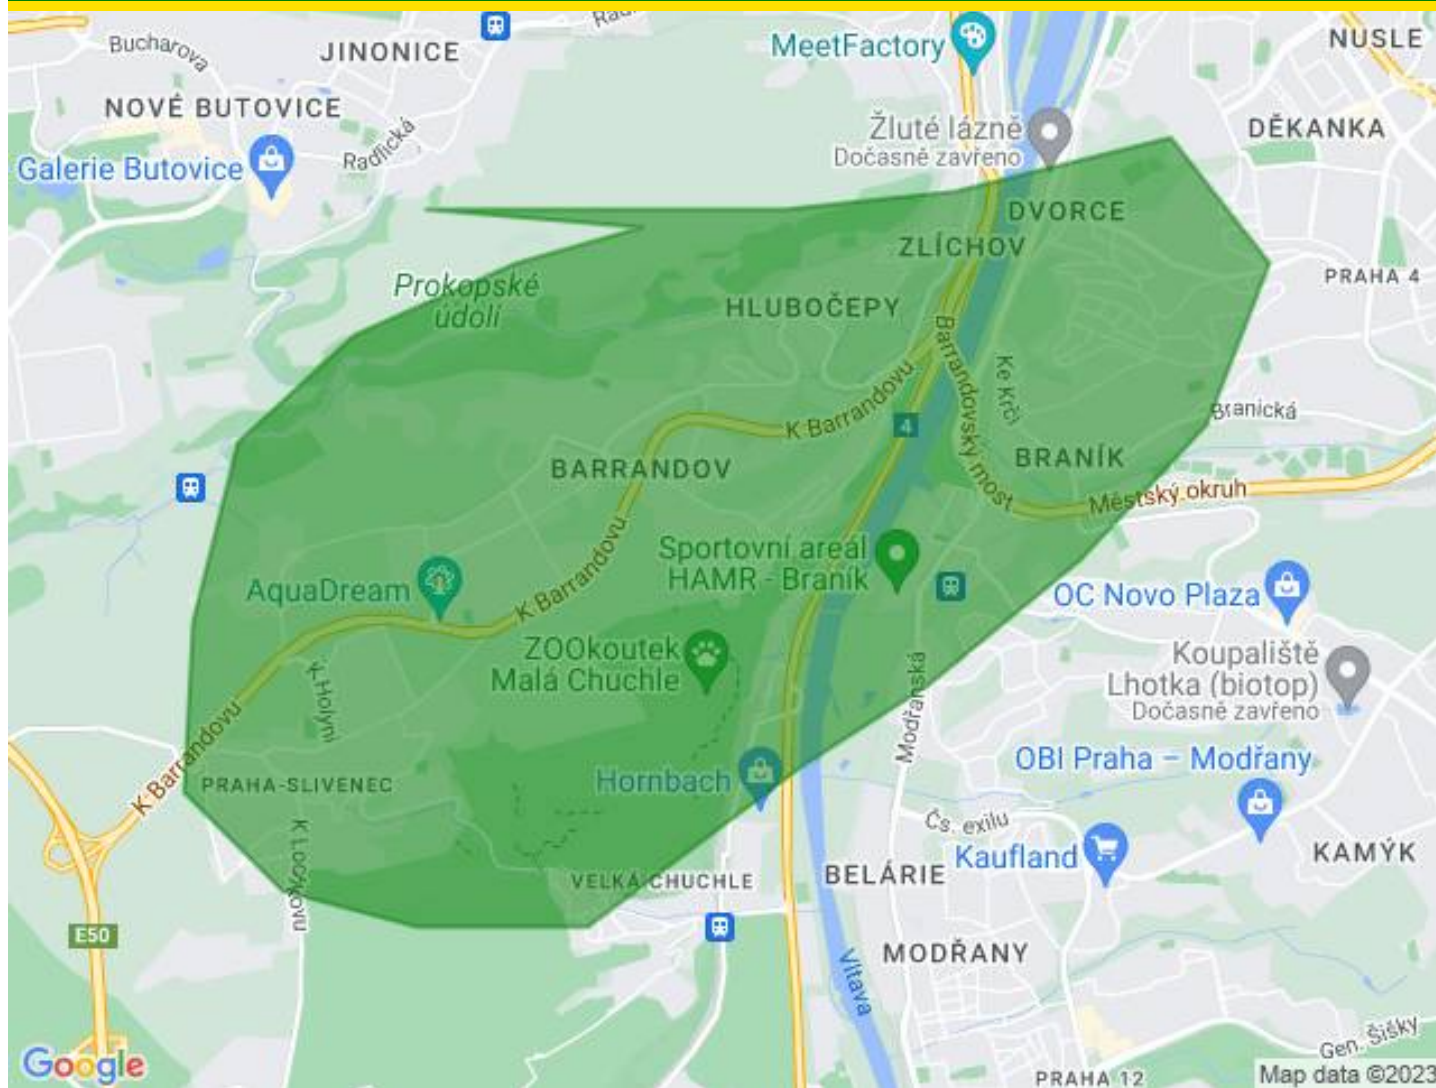 Bucharova
JINONICE
MeetFactory
NUSLE
NOVÉ BUTOVICE
Žluté lázně
Dočasně zavřeno
DĚKANKA
Galerie Butovice
Radlická
DVORCE
ZLÍCHOV
PRAHA 4
Prokopské
údolí
HLUBOČEPY
Barrandovský most
Ke Krči
K Barrandovu
4
Branická
BARRANDOV
BRANÍK
Městský okruh
Sportovní areál
HAMR - Braník
AquaDream
K Barrandovu
OC Novo Plaza
ZOOkoutek
Malá Chuchle
Koupaliště
Lhotka (biotop)
Dočasně zavřeno
K Holyni
Modřanská
K Barrandovu
PRAHA-SLIVENEC
Hornbach
OBI Praha – Modřany
Čs. exilu
K Lochkovu
Kaufland
KAMÝK
VELKÁ CHUCHLE
BELÁRIE
E50
MODŘANY
Vltava
Gen. Šišky
Google
PRAHA 12
Map data ©2023